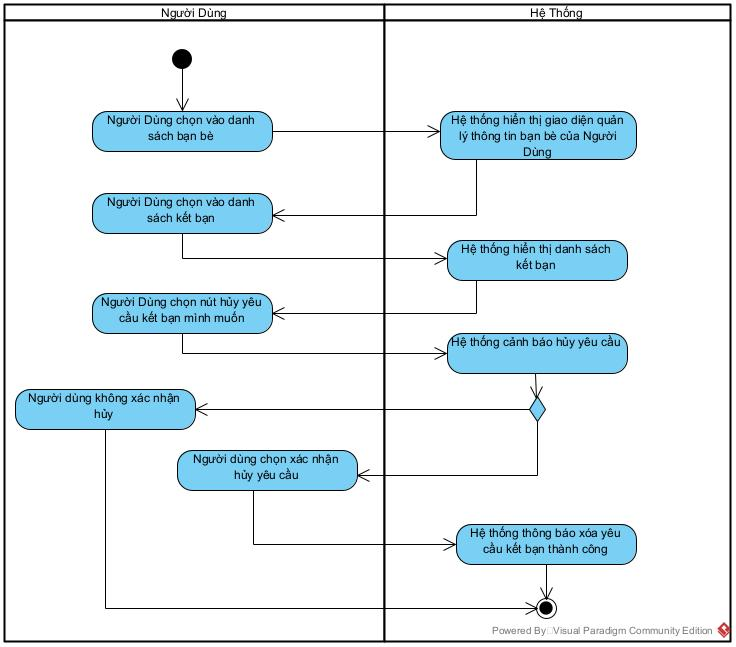 Người Dùng
Hệ Thống
Người Dùng chọn vào danh
sách bạn bè
Hệ thống hiển thị giao diện quản
lý thông tin bạn bè của Người
Dùng
Người Dùng chọn vào danh
sách kết bạn
Hệ thống hiển thị danh sách
kết bạn
Người Dùng chọn nút hủy yêu
cầu kết bạn mình muốn
Hệ thống cảnh báo hủy yêu cầu
Người dùng không xác nhận
hủy
Người dùng chọn xác nhận
hủy yêu cầu
Hệ thống thông báo xóa yêu
cầu kết bạn thành công
Powered By Visual Paradigm Community Edition